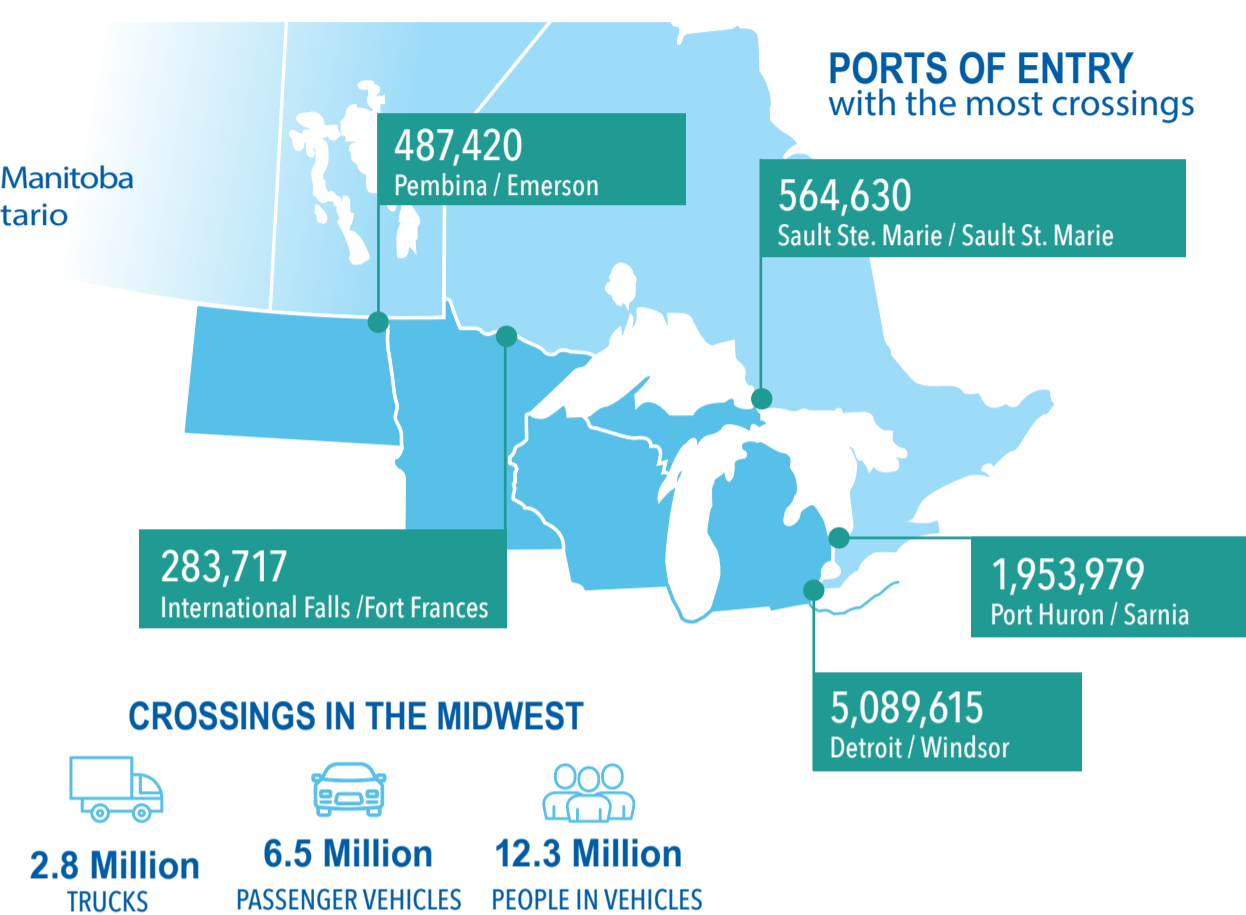 PORTS OF ENTRY
with the most crossings
487,420
Pembina / Emerson
564,630
Sault Ste. Marie / Sault St. Marie
Manitoba
tario
283,717
International Falls /Fort Frances
1,953,979
Port Huron / Sarnia
5,089,615
Detroit / Windsor
CROSSINGS IN THE MIDWEST
2.8 Million
TRUCKS
6.5 Million
PASSENGER VEHICLES
12.3 Million
PEOPLE IN VEHICLES